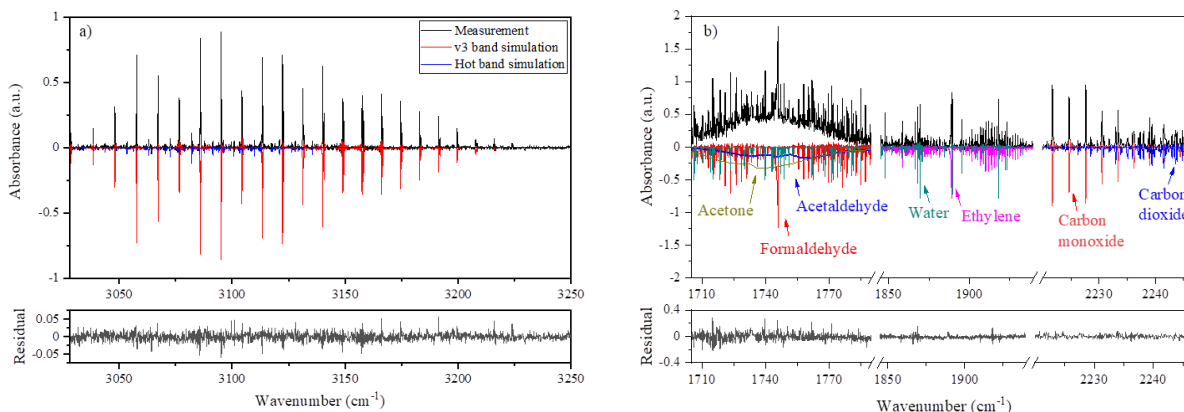 a)
Measurement
v3 band simulation
Hot band simulation
1
0.5
0
-0.5
-1
Absorbance (a.u.)
3050 3100 3150 3200 3250
0.05
0.00
-0.05
Residual
3050 3100 3150 3200 3250
Wavenumber (cm-1)
b)
2
1.5
1
0.5
0
-0.5
-1
-1.5
-2
Absorbance (a.u.)
Acetone
Acetaldehyde
Formaldehyde
Water
Ethylene
Carbon
monoxide
Carbon
dioxide
1710 1740 1770 1850 1900 2230 2245
0.4
0
-0.4
Residual
1710 1740 1770 1850 1900 2230 2245
Wavenumber (cm-1)